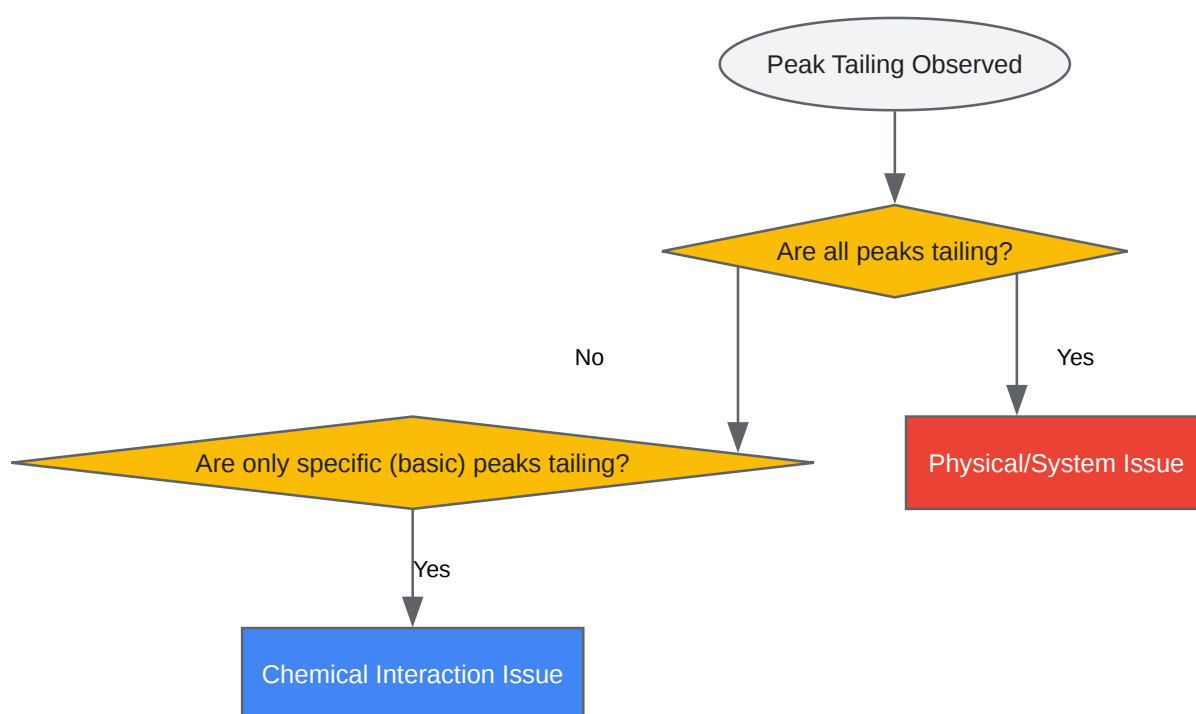 Peak Tailing Observed
Are all peaks tailing?
No
Yes
Are only specific (basic) peaks tailing?
Physical/System Issue
Yes
Chemical Interaction Issue